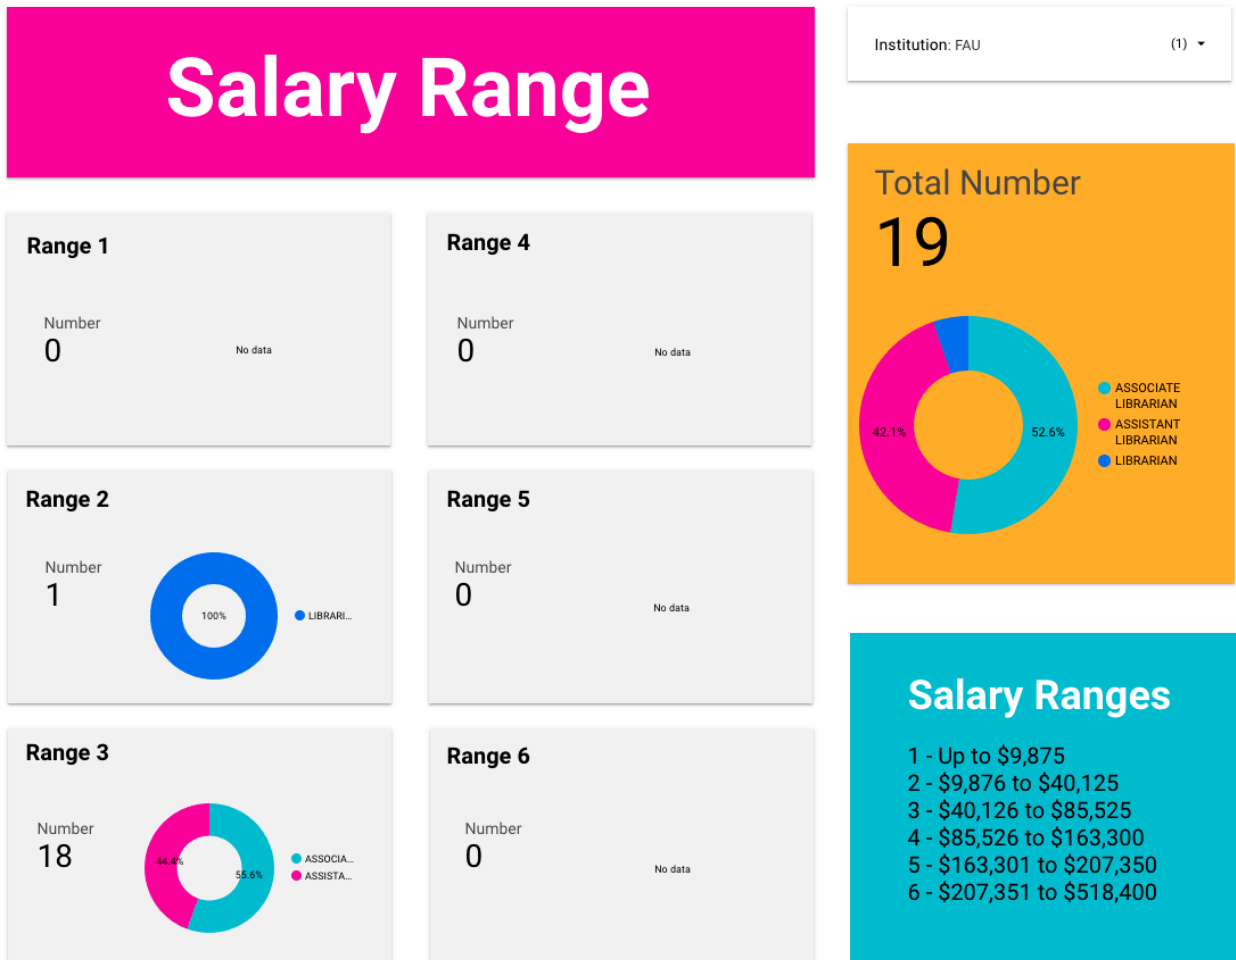 Salary Range
Institution: FAU (1)
Total Number
19
42.1%
52.6%
ASSOCIATE
LIBRARIAN
ASSISTANT
LIBRARIAN
LIBRARIAN
Range 1
Number
0
No data
Range 4
Number
0
No data
Range 2
Number
1
100%
LIBRARI...
Range 5
Number
0
No data
Range 3
Number
18
44.4%
55.6%
ASSOCIA...
ASSISTA...
Range 6
Number
0
No data
Salary Ranges
1 - Up to $9,875
2 - $9,876 to $40,125
3 - $40,126 to $85,525
4 - $85,526 to $163,300
5 - $163,301 to $207,350
6 - $207,351 to $518,400